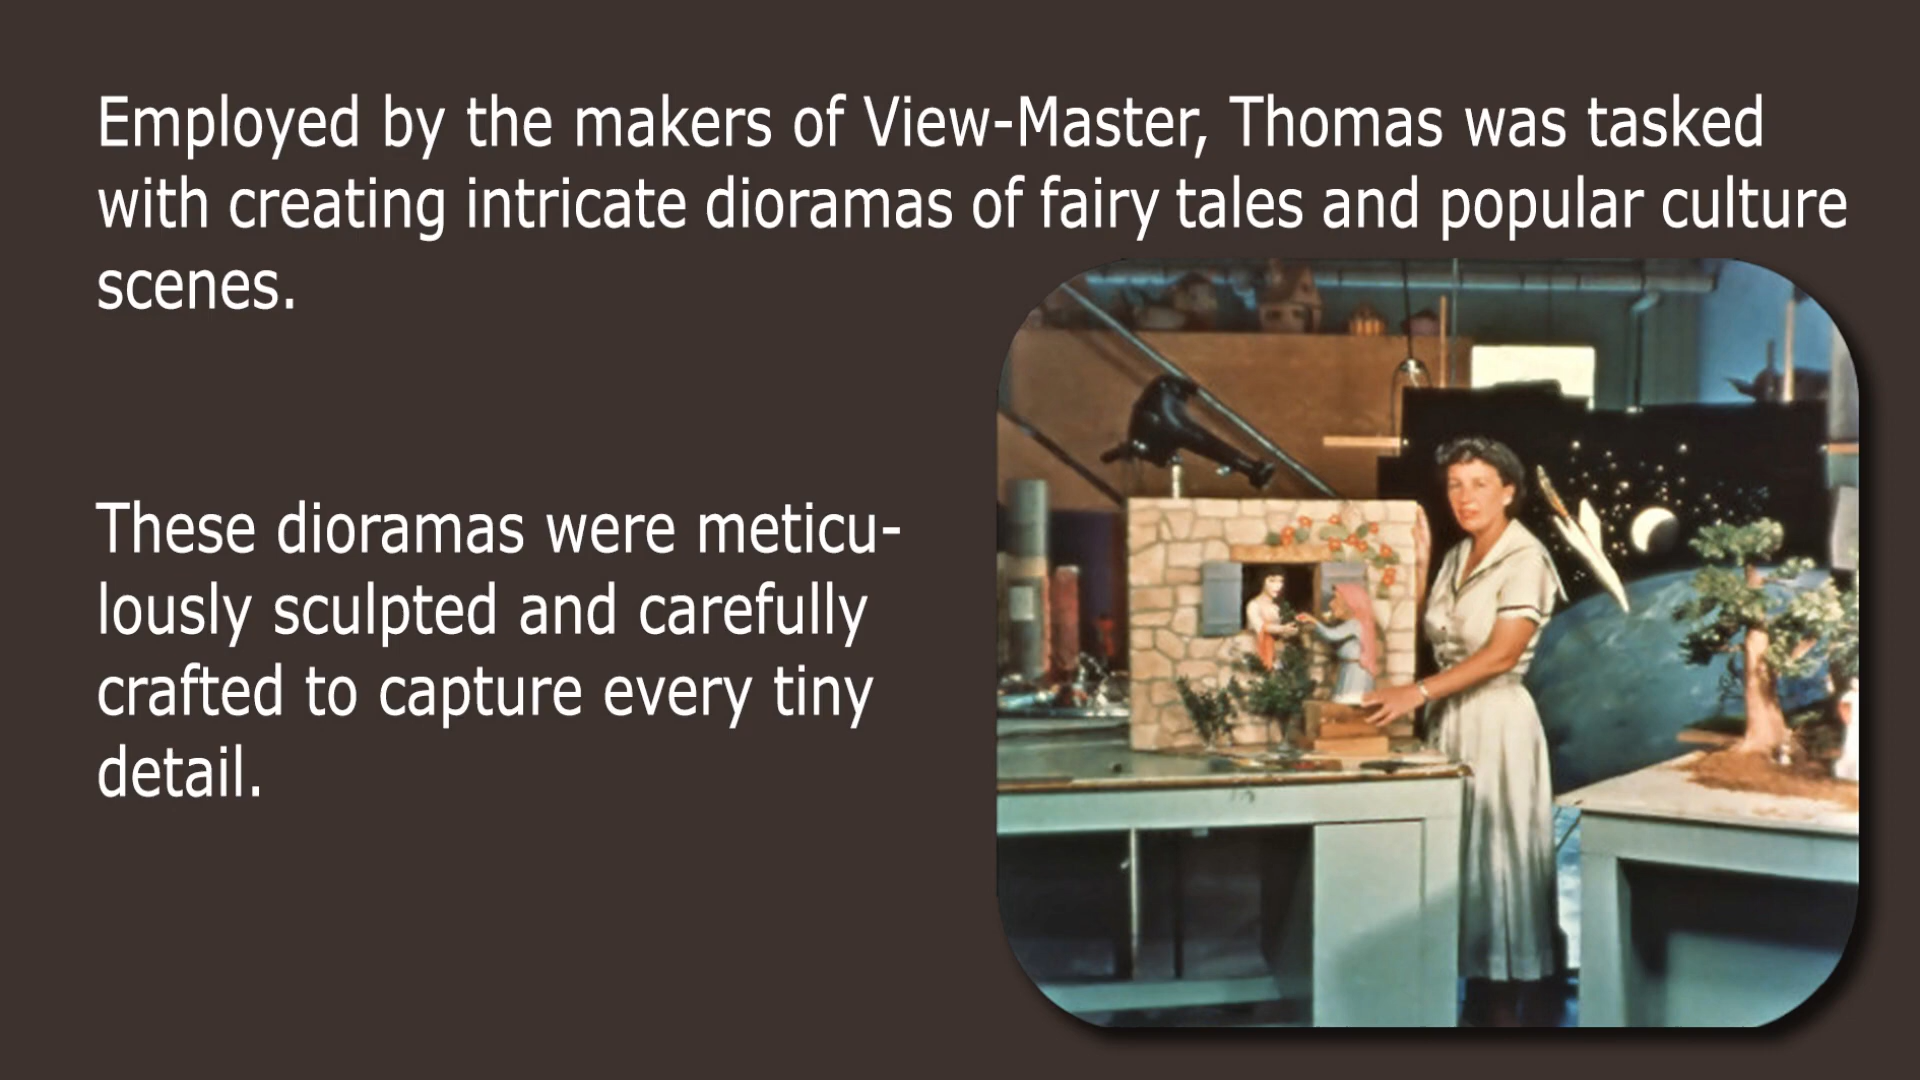 Employed by the makers of View-Master, Thomas was tasked
with creating intricate dioramas of fairy tales and popular culture
scenes.
These dioramas were meticu-
lously sculpted and carefully
crafted to capture every tiny
detail.